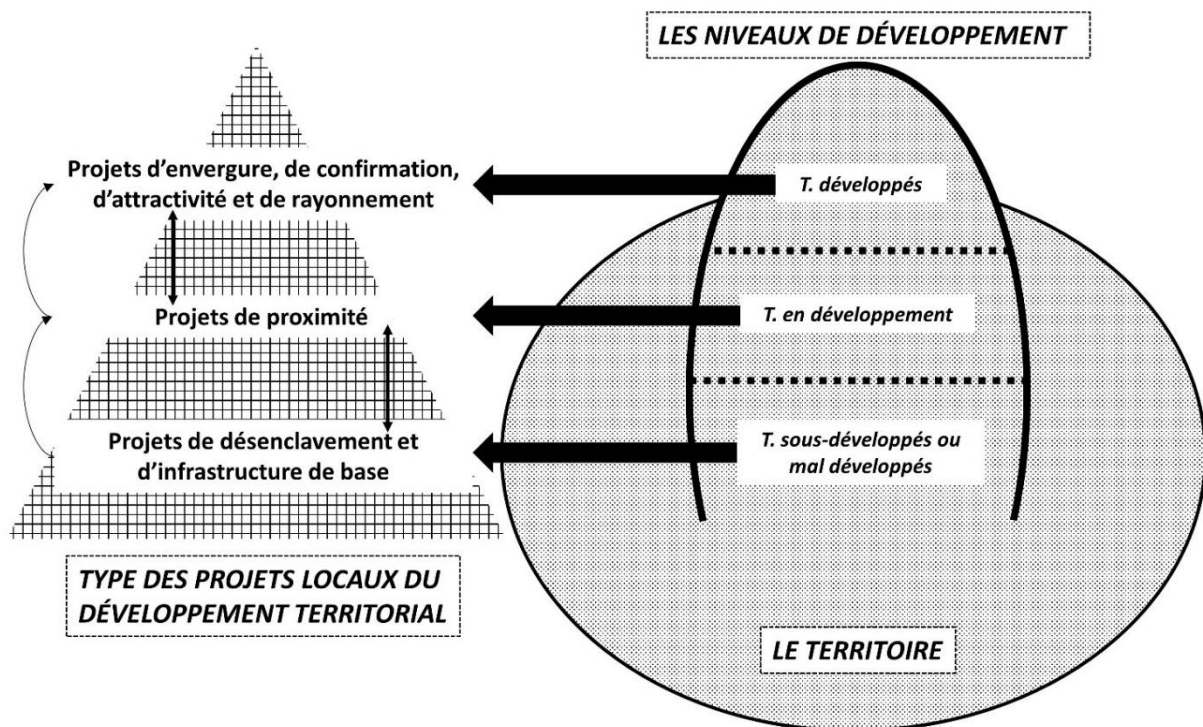 LES NIVEAUX DE DÉVELOPPEMENT
Projets d’envergure, de confirmation,
d’attractivité et de rayonnement
T. développés
Projets de proximité
T. en développement
Projets de désenclavement et
d’infrastructure de base
T. sous-développés ou
mal développés
TYPE DES PROJETS LOCAUX DU
DÉVELOPPEMENT TERRITORIAL
LE TERRITOIRE